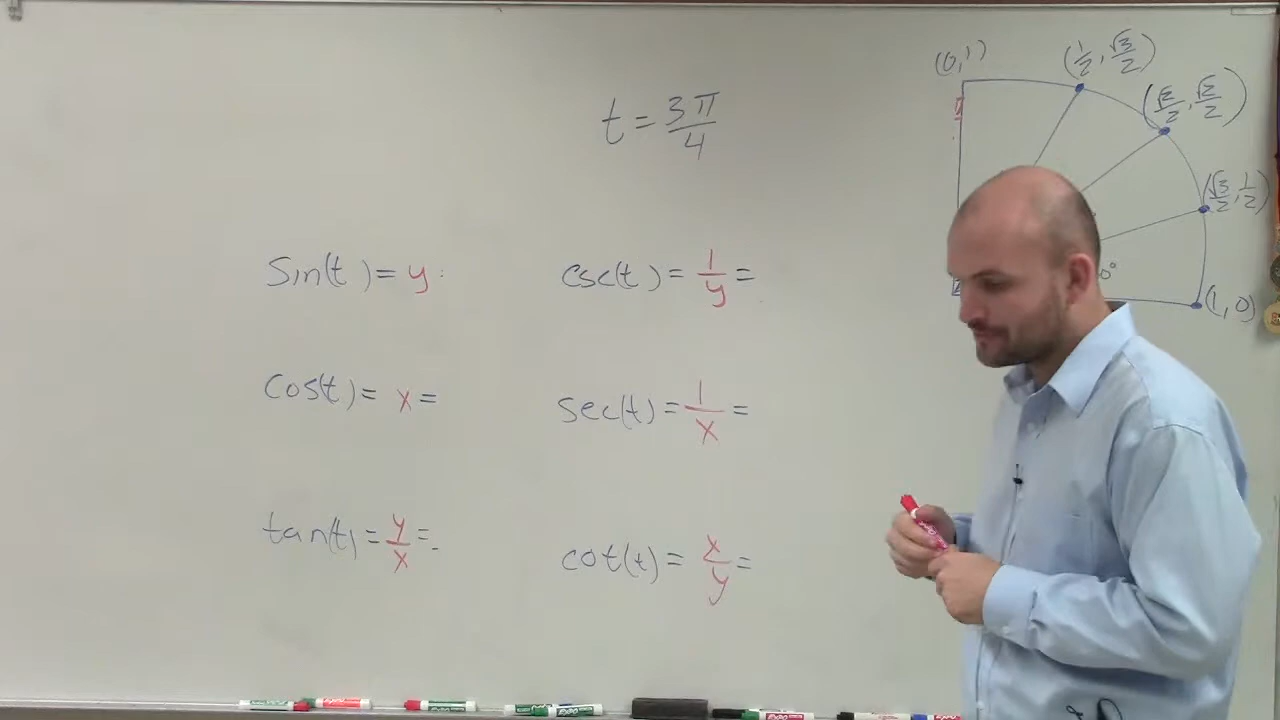 (0,1)
(1/2, √3/2)
(√2/2, √2/2)
t = 3π/4
(√3/2, 1/2)
sin(t) = y
csc(t) = 1/y =
0°
(1,0)
cos(t) = x =
sec(t) = 1/x =
tan(t) = y/x =
cot(t) = x/y =